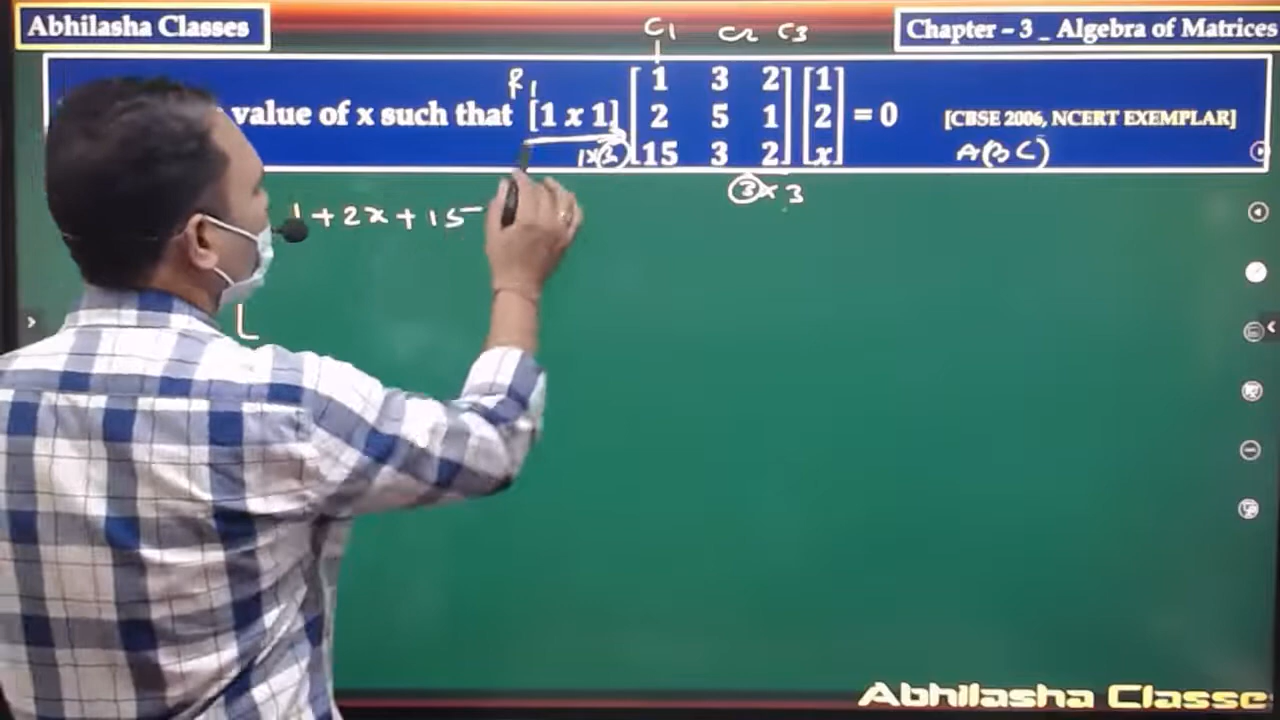 Abhilasha Classes
Chapter – 3 _ Algebra of Matrices
C1 C2 C3
R1
value of x such that [1 x 1] [1 3 2] [1]
[2 5 1] [2] = 0 [CBSE 2006, NCERT EXEMPLAR]
[15 3 2] [x]
1×3
A(BC)
3×3
1+2x+15
Abhilasha Classe